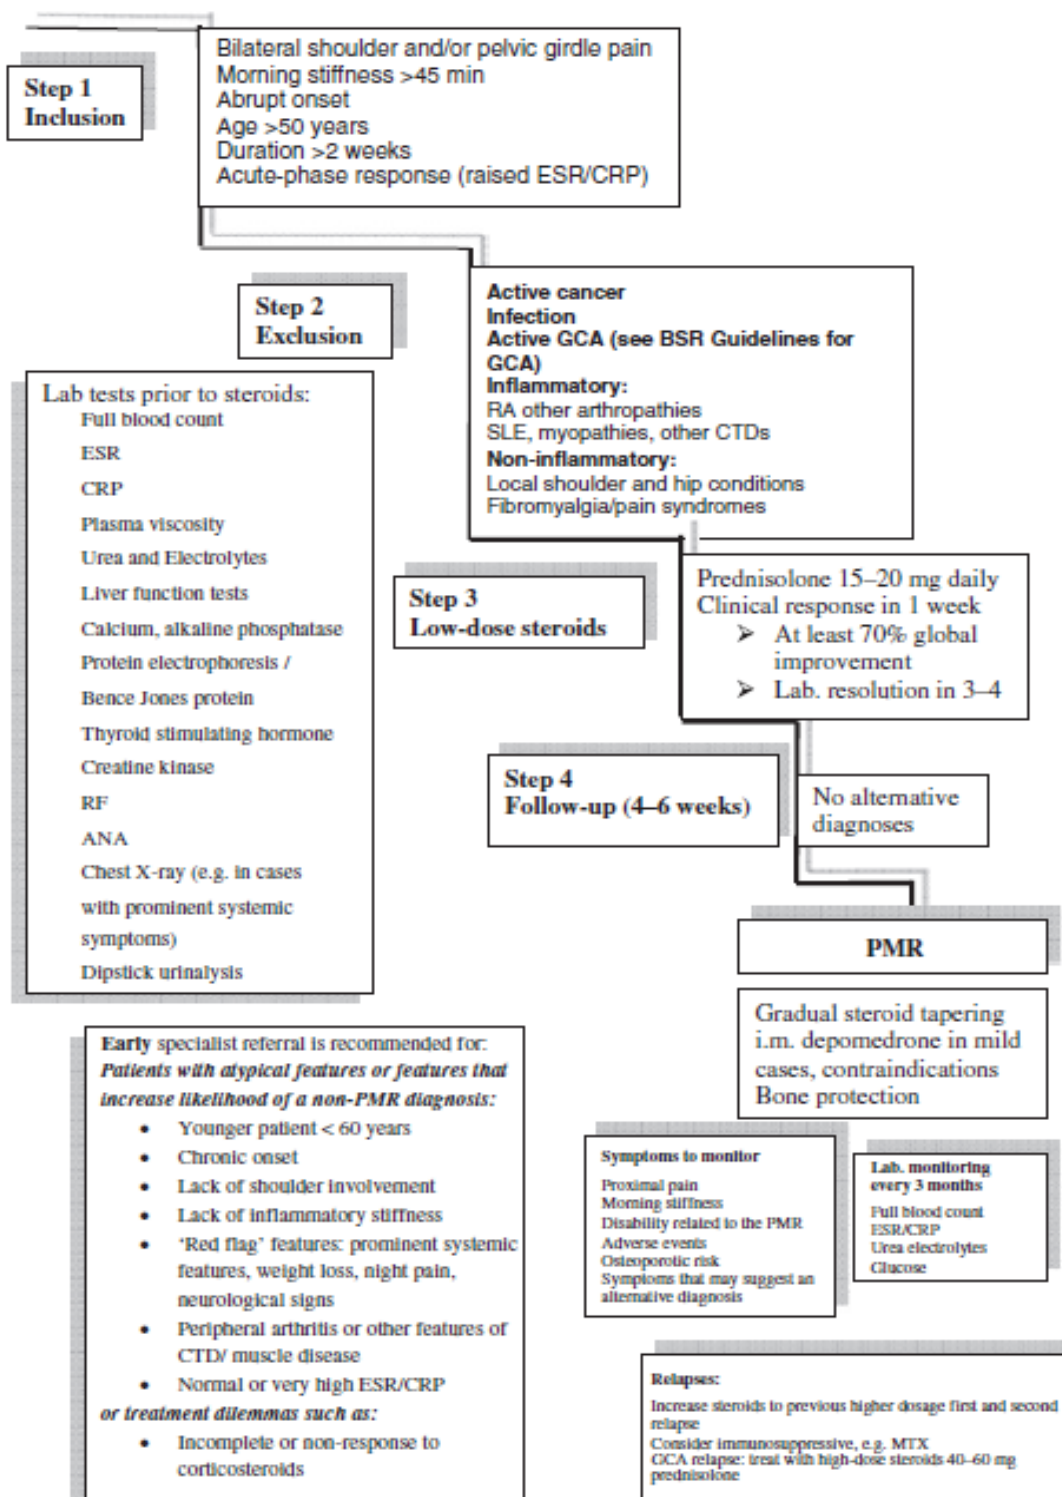 Step 1
Inclusion
Bilateral shoulder and/or pelvic girdle pain
Morning stiffness >45 min
Abrupt onset
Age >50 years
Duration >2 weeks
Acute-phase response (raised ESR/CRP)
Step 2
Exclusion
Active cancer
Infection
Active GCA (see BSR Guidelines for
GCA)
Inflammatory:
RA other arthropathies
SLE, myopathies, other CTDs
Non-inflammatory:
Local shoulder and hip conditions
Fibromyalgia/pain syndromes
Lab tests prior to steroids:
Full blood count
ESR
CRP
Plasma viscosity
Urea and Electrolytes
Liver function tests
Calcium, alkaline phosphatase
Protein electrophoresis /
Bence Jones protein
Thyroid stimulating hormone
Creatine kinase
RF
ANA
Chest X-ray (e.g. in cases
with prominent systemic
symptoms)
Dipstick urinalysis
Step 3
Low-dose steroids
Prednisolone 15–20 mg daily
Clinical response in 1 week
➢ At least 70% global
improvement
➢ Lab. resolution in 3–4
Step 4
Follow-up (4–6 weeks)
No alternative
diagnoses
PMR
Gradual steroid tapering
i.m. depomedrone in mild
cases, contraindications
Bone protection
Early specialist referral is recommended for:
Patients with atypical features or features that
increase likelihood of a non-PMR diagnosis:
• Younger patient < 60 years
• Chronic onset
• Lack of shoulder involvement
• Lack of inflammatory stiffness
• ‘Red flag’ features: prominent systemic
features, weight loss, night pain,
neurological signs
• Peripheral arthritis or other features of
CTD/ muscle disease
• Normal or very high ESR/CRP
or treatment dilemmas such as:
• Incomplete or non-response to
corticosteroids
Symptoms to monitor
Proximal pain
Morning stiffness
Disability related to the PMR
Adverse events
Osteoporotic risk
Symptoms that may suggest an
alternative diagnosis
Lab. monitoring
every 3 months
Full blood count
ESR/CRP
Urea electrolytes
Glucose
Relapses:
Increase steroids to previous higher dosage first and second
relapse
Consider immunosuppressive, e.g. MTX
GCA relapse: treat with high-dose steroids 40–60 mg
prednisolone